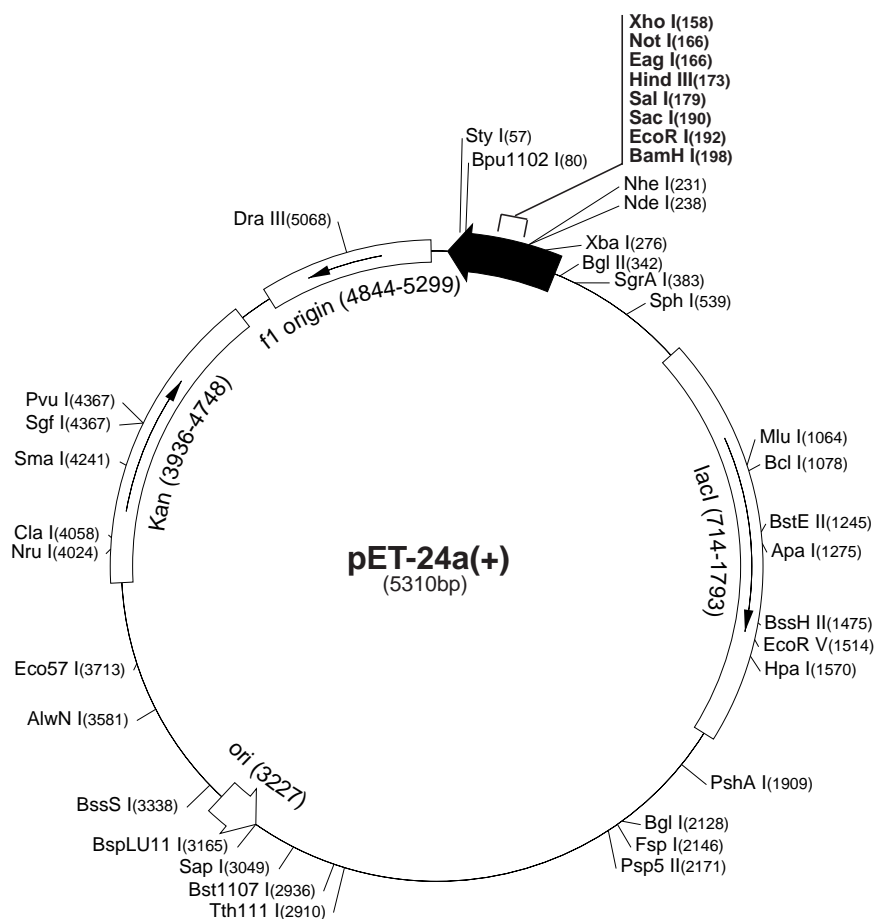 Xho I(158)
Not I(166)
Eag I(166)
Hind III(173)
Sal I(179)
Sac I(190)
EcoR I(192)
BamH I(198)
Sty I(57)
Bpu1102 I(80)
Nhe I(231)
Nde I(238)
Xba I(276)
Bgl II(342)
SgrA I(383)
Sph I(539)
Dra III(5068)
f1 origin (4844-5299)
Pvu I(4367)
Sgf I(4367)
Sma I(4241)
Kan (3936-4748)
Cla I(4058)
Nru I(4024)
Mlu I(1064)
Bcl I(1078)
BstE II(1245)
Apa I(1275)
lacI (714-1793)
pET-24a(+)
(5310bp)
BssH II(1475)
EcoR V(1514)
Hpa I(1570)
Eco57 I(3713)
AlwN I(3581)
ori (3227)
BssS I(3338)
BspLU11 I(3165)
Sap I(3049)
Bst1107 I(2936)
Tth111 I(2910)
PshA I(1909)
Bgl I(2128)
Fsp I(2146)
Psp5 II(2171)